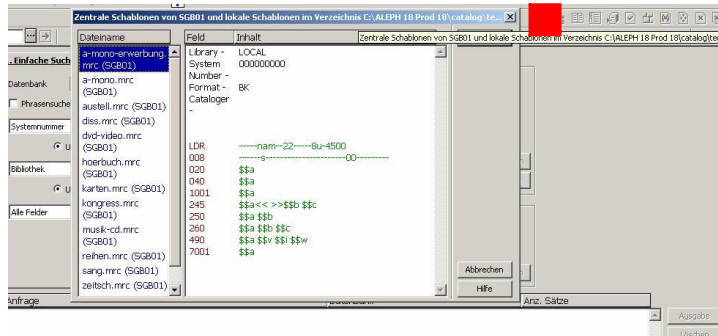 Zentrale Schablonen von SGB01 und lokale Schablonen im Verzeichnis C:\ALEPH 18 Prod 18\catalog\te...
Dateiname
Feld Inhalt
Zentrale Schablonen von SGB01 und lokale Schablonen im Verzeichnis C:\ALEPH 18 Prod 18\catalog\tem
a-mono-erwerbung.
mrc (SGB01)
a-mono.mrc
(SGB01)
austell.mrc (SGB01)
diss.mrc (SGB01)
dvd-video.mrc
(SGB01)
hoerbuch.mrc
(SGB01)
karten.mrc (SGB01)
kongress.mrc
(SGB01)
musik-cd.mrc
(SGB01)
reihen.mrc (SGB01)
sang.mrc (SGB01)
zeitsch.mrc (SGB01)
Library - LOCAL
System 000000000
Number -
Format - BK
Cataloger
-
LDR -----nam--22-----8u-4500
008 ------s-----------------------00---------
020 $$a
040 $$a
1001 $$a
245 $$a<< >>$$b $$c
250 $$a $$b
260 $$a $$b $$c
490 $$a $$v $$i $$w
7001 $$a
Abbrechen
Hilfe
. Einfache Such
Datenbank
Phrasensuche
Systemnummer
U
Bibliothek
U
Alle Felder
Anfrage
Anz. Sätze
Ausgabe
Löschen